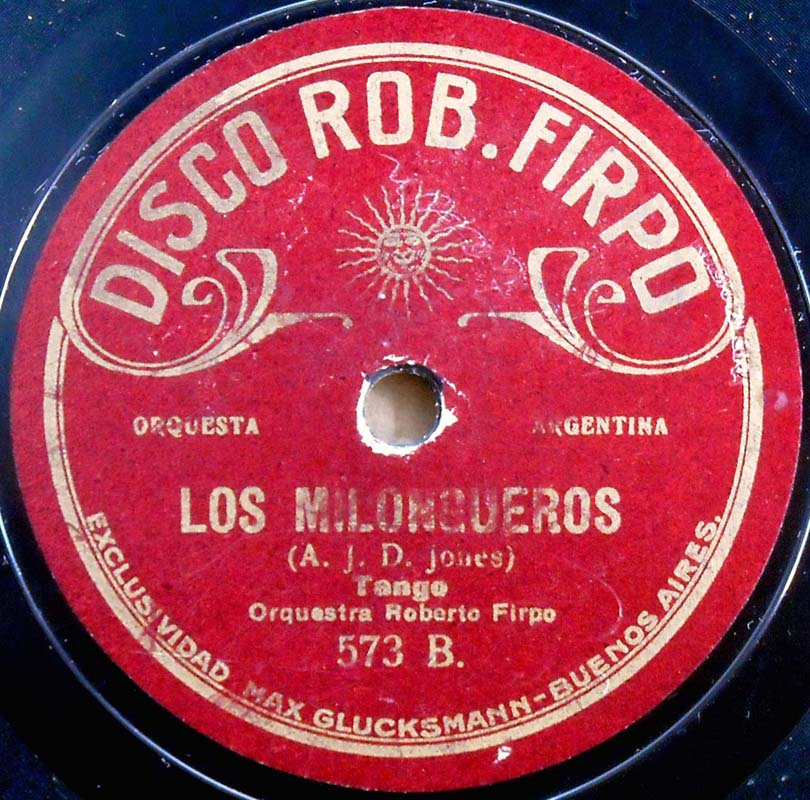 DISCO ROB. FIRPO
ORQUESTA ARGENTINA
LOS MILONGUEROS
(A. J. D. Jones)
Tango
Orquestra Roberto Firpo
573 B.
EXCLUSIVIDAD MAX GLUCKSMANN-BUENOS AIRES.